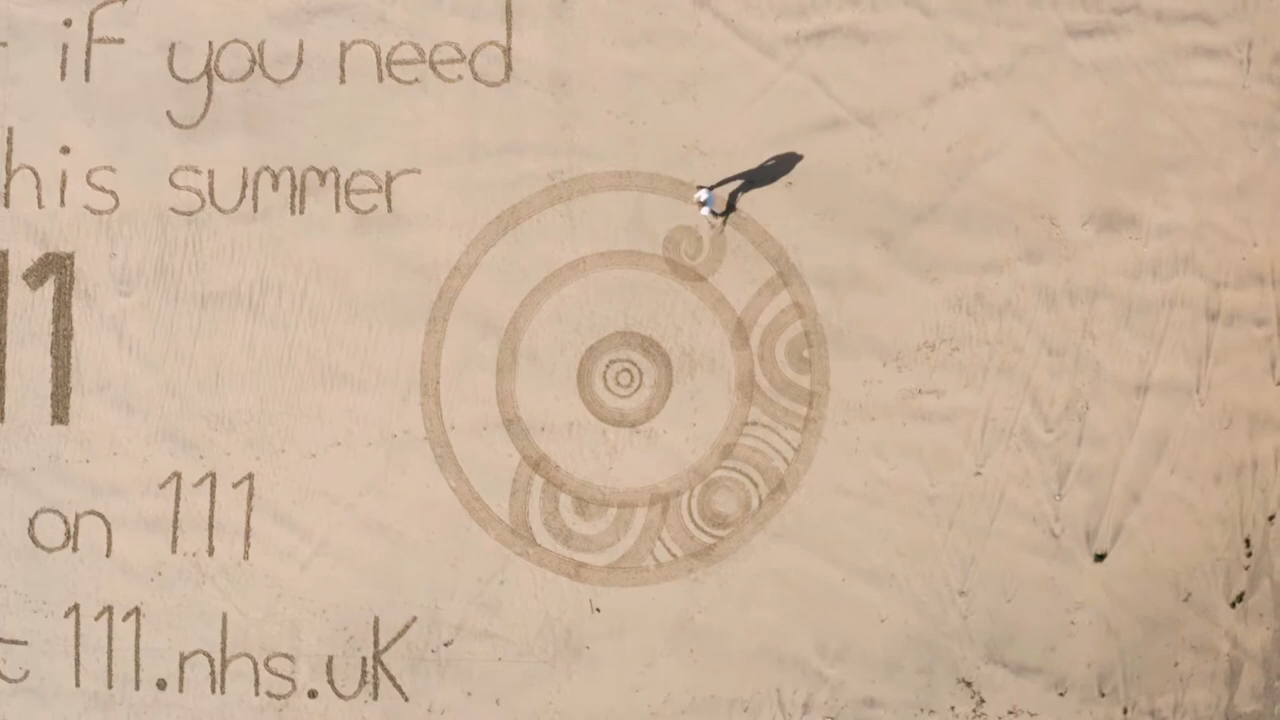 if you need
his summer
11
on 111
111.nhs.uk